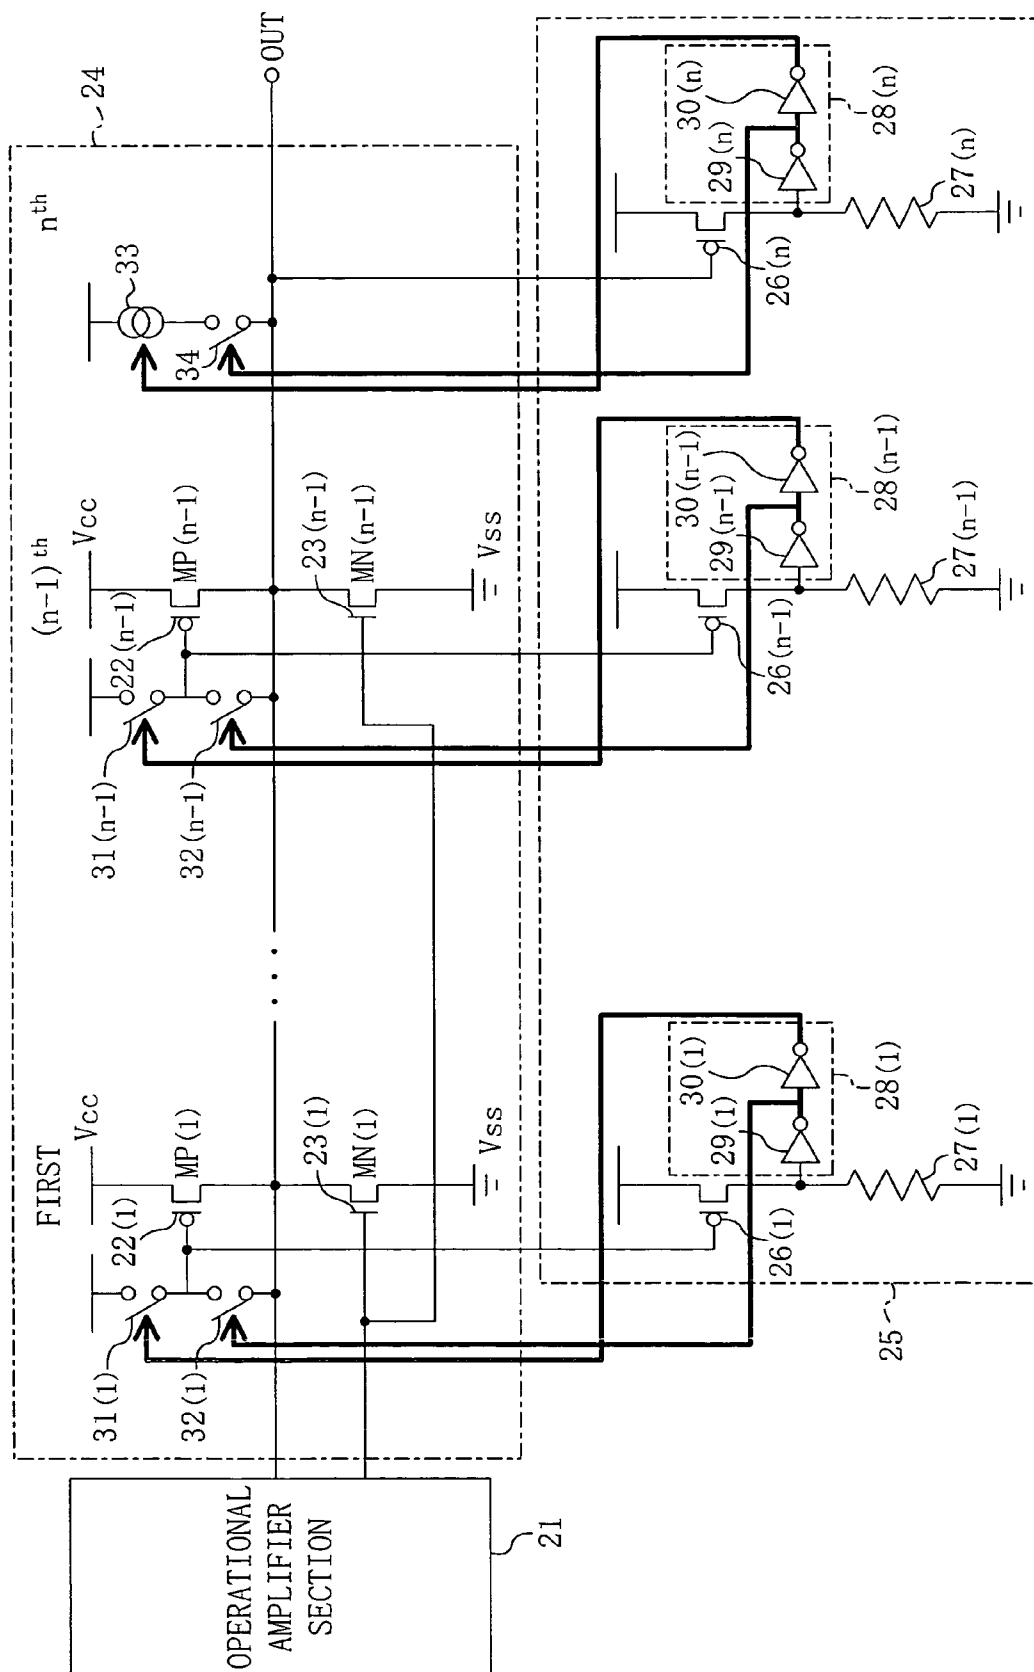 24
FIRST
(n-1)th
nth
Vcc
Vcc
33
31(1)
22(1)
MP(1)
31(n-1)
22(n-1)
MP(n-1)
34
32(1)
32(n-1)
OUT
23(1)
MN(1)
23(n-1)
MN(n-1)
Vss
Vss
OPERATIONAL
AMPLIFIER
SECTION
21
25
26(1)
29(1)
30(1)
28(1)
27(1)
26(n-1)
29(n-1)
30(n-1)
28(n-1)
27(n-1)
26(n)
29(n)
30(n)
28(n)
27(n)